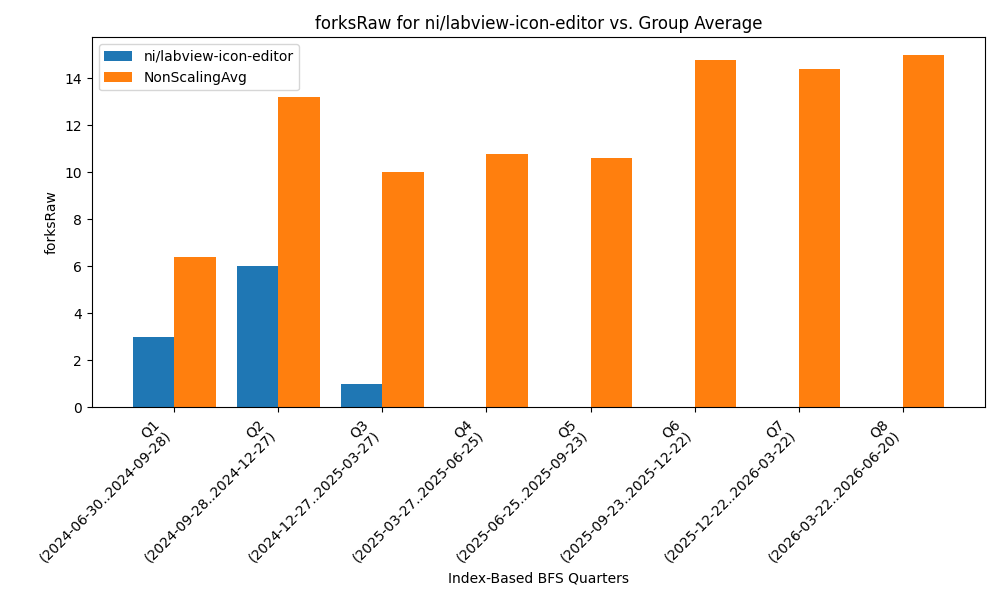 forksRaw for ni/labview-icon-editor vs. Group Average
ni/labview-icon-editor
NonScalingAvg
forksRaw
14
12
10
8
6
4
2
0
Q1
(2024-06-30..2024-09-28)
Q2
(2024-09-28..2024-12-27)
Q3
(2024-12-27..2025-03-27)
Q4
(2025-03-27..2025-06-25)
Q5
(2025-06-25..2025-09-23)
Q6
(2025-09-23..2025-12-22)
Q7
(2025-12-22..2026-03-22)
Q8
(2026-03-22..2026-06-20)
Index-Based BFS Quarters